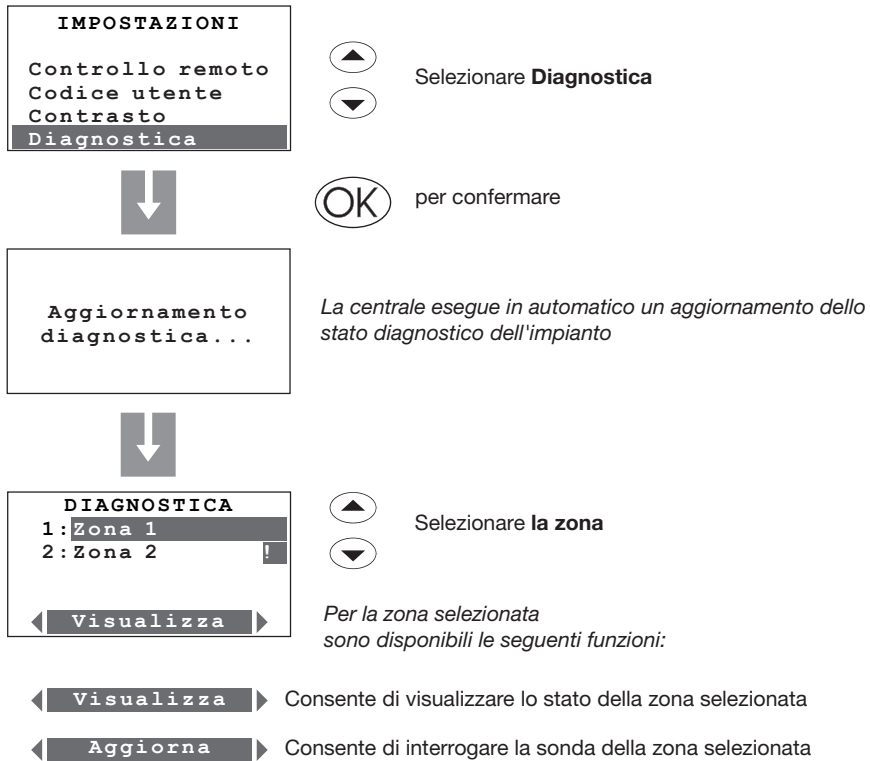 IMPOSTAZIONI
Controllo remoto
Codice utente
Contrasto
Diagnostica
Selezionare Diagnostica
OK
per confermare
Aggiornamento
diagnostica...
La centrale esegue in automatico un aggiornamento dello
stato diagnostico dell'impianto
DIAGNOSTICA
1:Zona 1
2:Zona 2 !
Visualizza
Selezionare la zona
Per la zona selezionata
sono disponibili le seguenti funzioni:
Visualizza Consente di visualizzare lo stato della zona selezionata
Aggiorna Consente di interrogare la sonda della zona selezionata